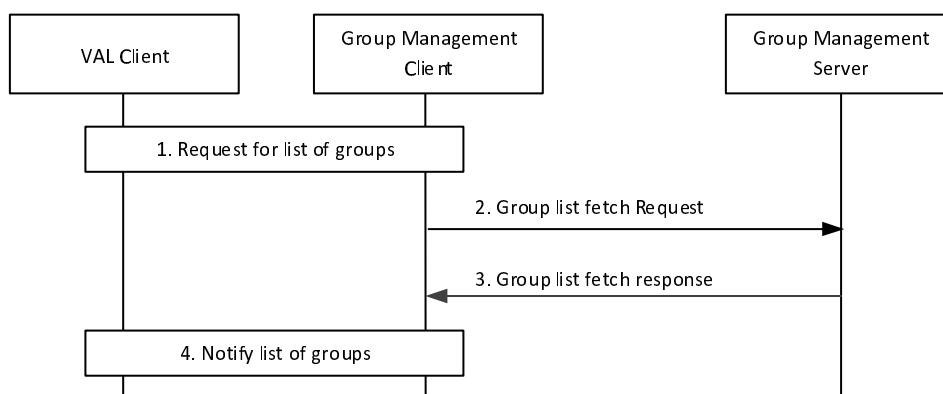 VAL Client
Group Management
Client
Group Management
Server
1. Request for list of groups
2. Group list fetch Request
3. Group list fetch response
4. Notify list of groups